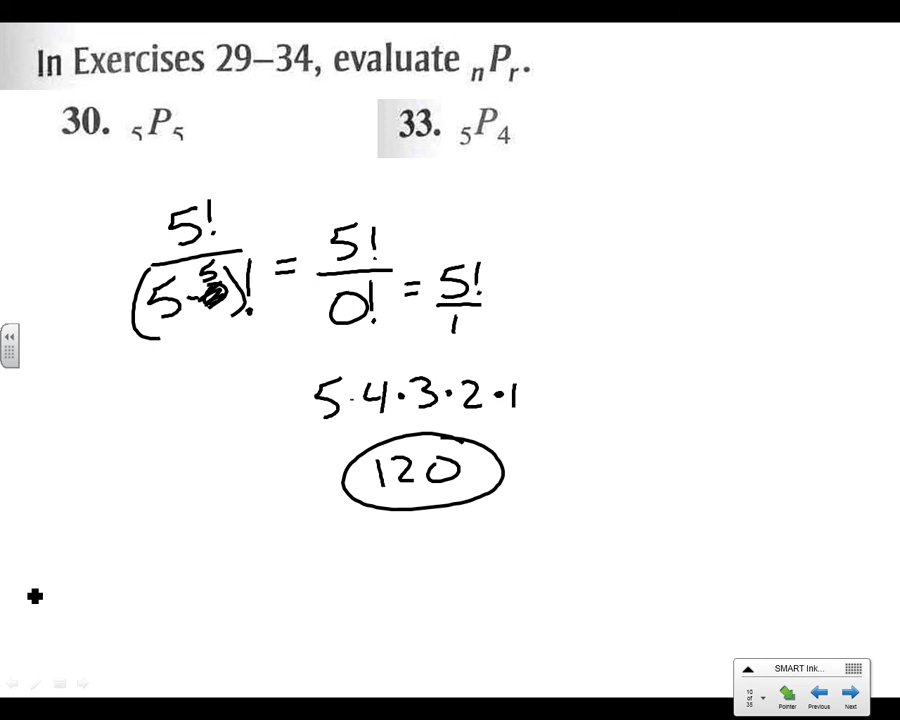 In Exercises 29–34, evaluate ₙPᵣ.
30. ₅P₅
33. ₅P₄
5!/(5-5)! = 5!/0! = 5!/1
5·4·3·2·1
120
SMART Ink...
10 of 35
Pointer Previous Next